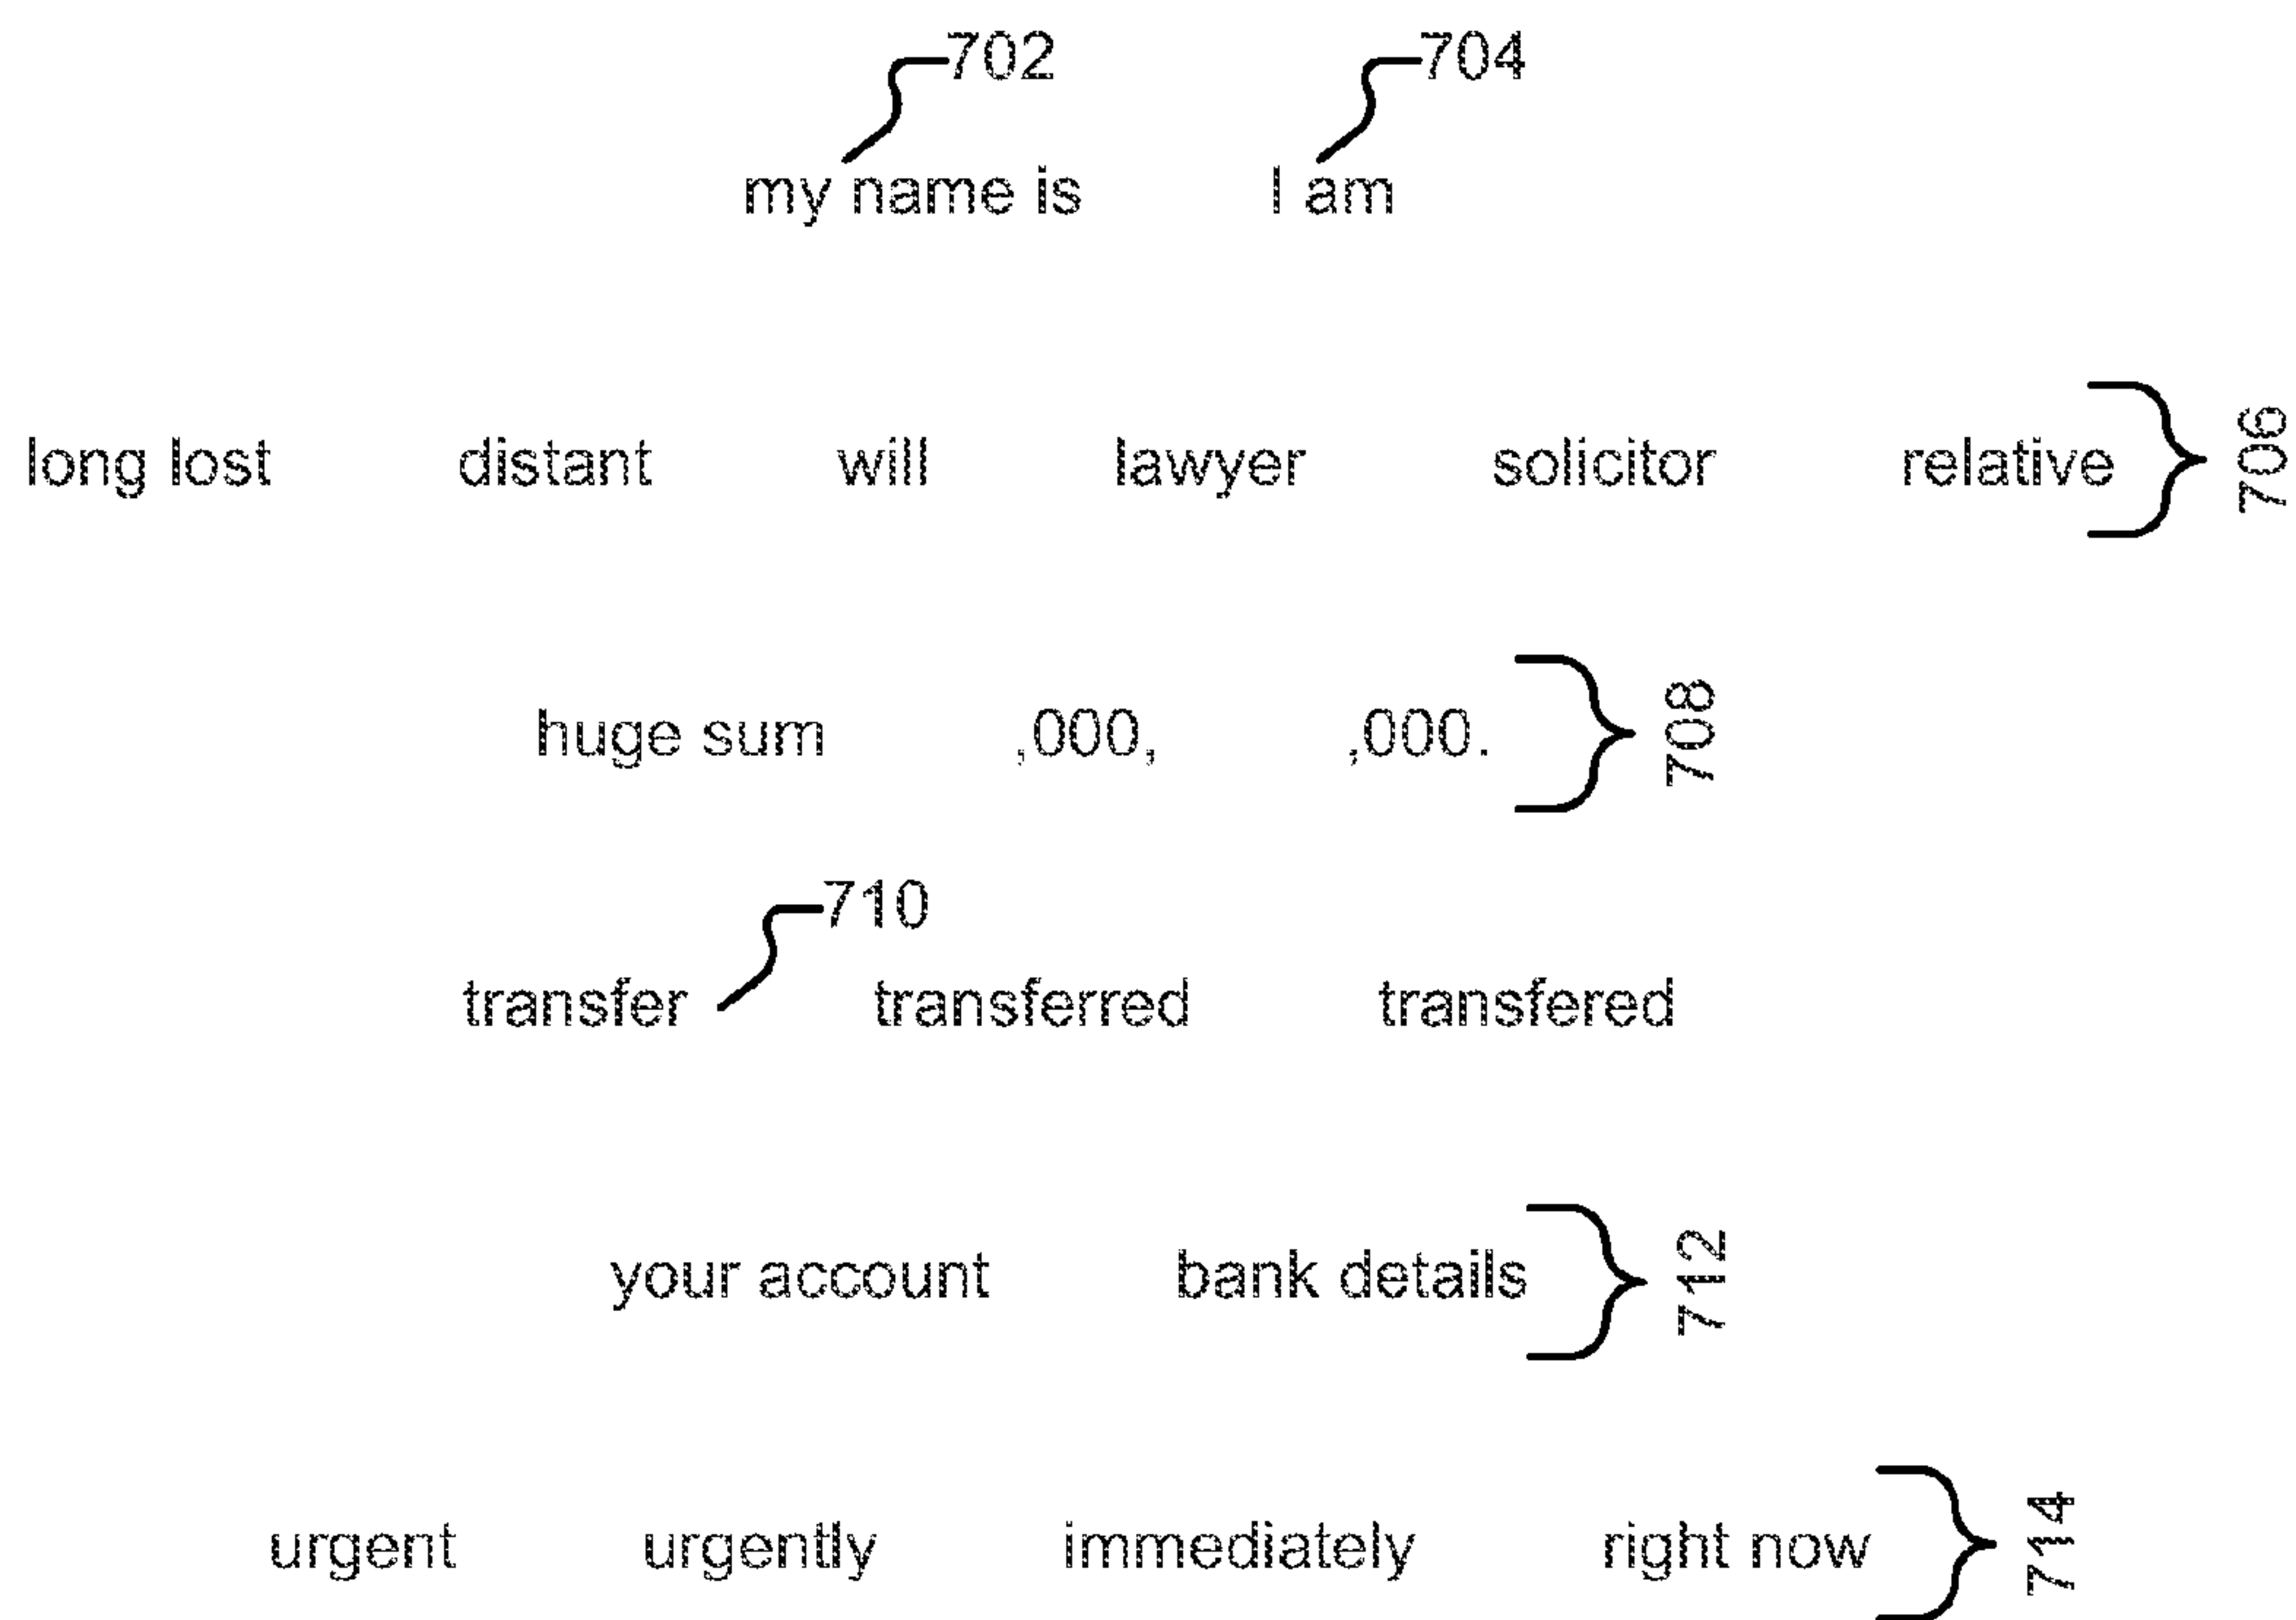 702 704
my name is I am
long lost distant will lawyer solicitor relative 706
huge sum ,000, ,000. 708
710
transfer transferred transfered
your account bank details 712
urgent urgently immediately right now 714